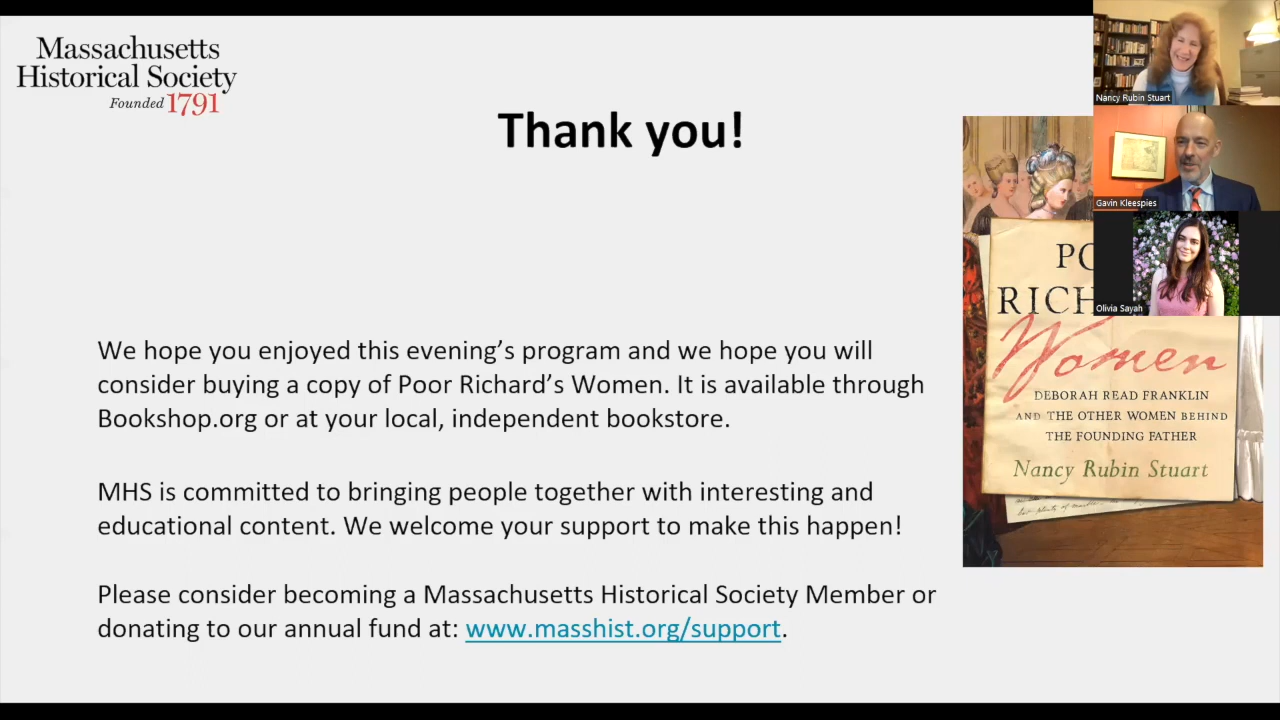 Massachusetts
Historical Society
Founded 1791
Thank you!
We hope you enjoyed this evening's program and we hope you will
consider buying a copy of Poor Richard's Women. It is available through
Bookshop.org or at your local, independent bookstore.
MHS is committed to bringing people together with interesting and
educational content. We welcome your support to make this happen!
Please consider becoming a Massachusetts Historical Society Member or
donating to our annual fund at: www.masshist.org/support.
Nancy Rubin Stuart
Gavin Kleespies
Olivia Sayah
PO
RICH
Women
DEBORAH READ FRANKLIN
AND THE OTHER WOMEN BEHIND
THE FOUNDING FATHER
Nancy Rubin Stuart